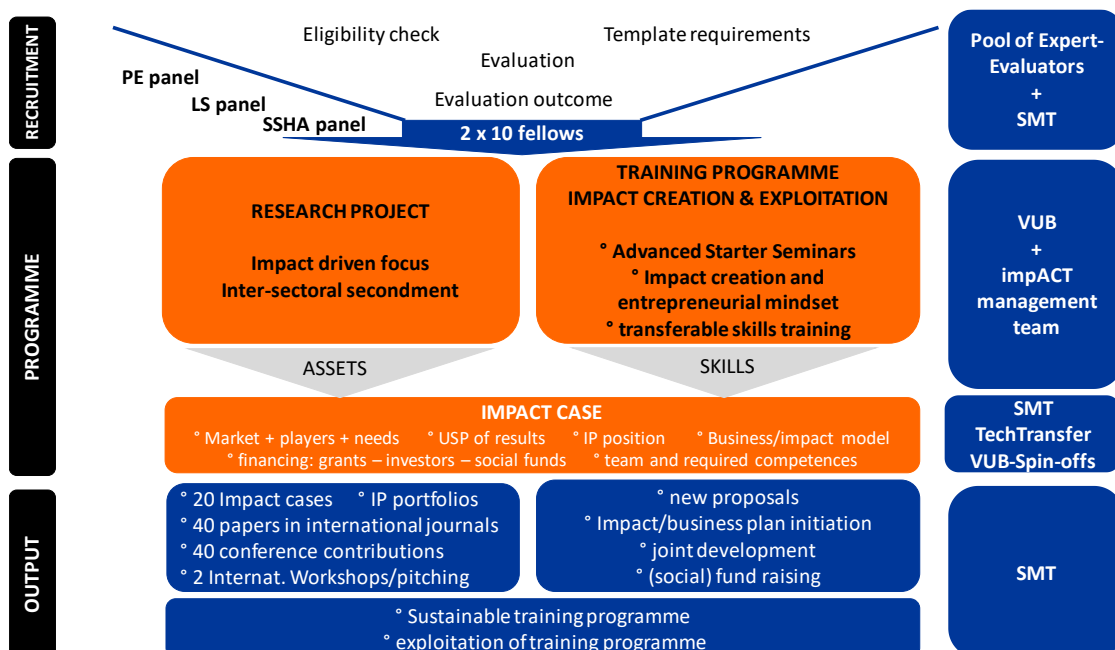 RECRUITMENT
Eligibility check
Template requirements
Evaluation
PE panel
LS panel
Evaluation outcome
SSHA panel
2 x 10 fellows
Pool of Expert-
Evaluators
+
SMT
PROGRAMME
RESEARCH PROJECT
Impact driven focus
Inter-sectoral secondment
TRAINING PROGRAMME
IMPACT CREATION & EXPLOITATION
° Advanced Starter Seminars
° Impact creation and
entrepreneurial mindset
° transferable skills training
VUB
+
impACT
management
team
ASSETS
SKILLS
IMPACT CASE
° Market + players + needs ° USP of results ° IP position ° Business/impact model
° financing: grants – investors – social funds ° team and required competences
SMT
TechTransfer
VUB-Spin-offs
OUTPUT
° 20 Impact cases ° IP portfolios
° 40 papers in international journals
° 40 conference contributions
° 2 Internat. Workshops/pitching
° new proposals
° Impact/business plan initiation
° joint development
° (social) fund raising
SMT
° Sustainable training programme
° exploitation of training programme